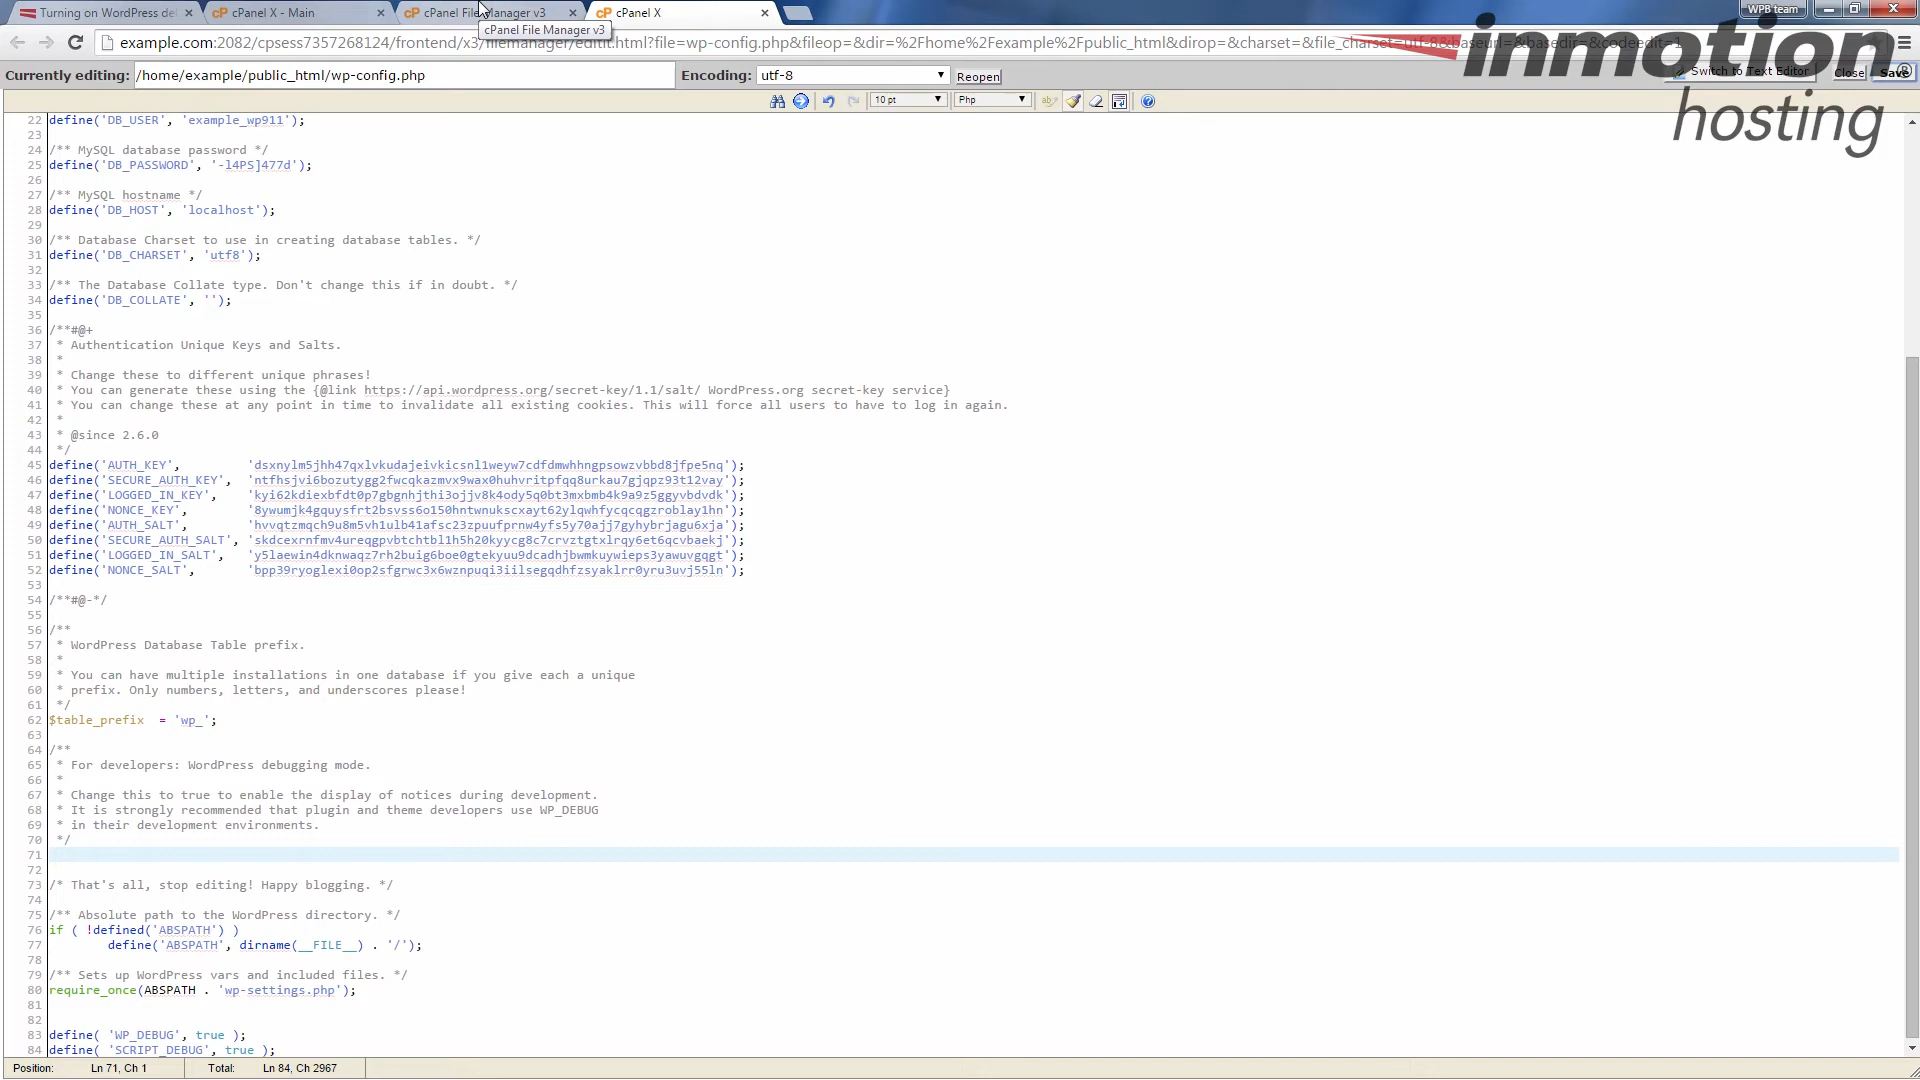 Turning on WordPress de
cPanel X - Main
cPanel File Manager v3
cPanel X
WPB team
cPanel File Manager v3
example.com:2082/cpsess7357268124/frontend/x3/filemanager/editit.html?file=wp-config.php&fileop=&dir=%2Fhome%2Fexample%2Fpublic_html&dirop=&charset=&file_charset=utf-8&baseurl=&basedir=&codeedit=1
inmotion
hosting
Currently editing: /home/example/public_html/wp-config.php Encoding: utf-8 Reopen
Switch to Text Editor Close Save
10 pt Php
22 define('DB_USER', 'example_wp911');
23
24 /** MySQL database password */
25 define('DB_PASSWORD', '-l4PS]477d');
26
27 /** MySQL hostname */
28 define('DB_HOST', 'localhost');
29
30 /** Database Charset to use in creating database tables. */
31 define('DB_CHARSET', 'utf8');
32
33 /** The Database Collate type. Don't change this if in doubt. */
34 define('DB_COLLATE', '');
35
36 /**#@+
37 * Authentication Unique Keys and Salts.
38 *
39 * Change these to different unique phrases!
40 * You can generate these using the {@link https://api.wordpress.org/secret-key/1.1/salt/ WordPress.org secret-key service}
41 * You can change these at any point in time to invalidate all existing cookies. This will force all users to have to log in again.
42 *
43 * @since 2.6.0
44 */
45 define('AUTH_KEY', 'dsxnylm5jhh47qxlvkudajeivkicsnl1weyw7cdfdmwhhngpsowzvbbd8jfpe5nq');
46 define('SECURE_AUTH_KEY', 'ntfhsjvi6bozutygg2fwcqkazmvx9wax0huhvritpfqq8urkau7gjqpz93t12vay');
47 define('LOGGED_IN_KEY', 'kyi62kdiexbfdt0p7gbgnhjthi3ojjv8k4ody5q0bt3mxbmb4k9a9z5ggyvbdvdk');
48 define('NONCE_KEY', '8ywumjk4gquysfrt2bsvss6o150hntwnukscxayt62ylqwhfycqcqgzroblay1hn');
49 define('AUTH_SALT', 'hvvqtzmqch9u8m5vh1ulb41afsc23zpuufprnw4yfs5y70ajj7gyhybrjagu6xja');
50 define('SECURE_AUTH_SALT', 'skdcexrnfmv4ureqgpvbtchtbl1h5h20kyycg8c7crvztgtxlrqy6et6qcvbaekj');
51 define('LOGGED_IN_SALT', 'y5laewin4dknwaqz7rh2buig6boe0gtekyuu9dcadhjbwmkuywieps3yawuvgqgt');
52 define('NONCE_SALT', 'bpp39ryoglexi0op2sfgrwc3x6wznpuqi3iilsegqdhfzsyaklrr0yru3uvj55ln');
53
54 /**#@-*/
55
56 /**
57 * WordPress Database Table prefix.
58 *
59 * You can have multiple installations in one database if you give each a unique
60 * prefix. Only numbers, letters, and underscores please!
61 */
62 $table_prefix = 'wp_';
63
64 /**
65 * For developers: WordPress debugging mode.
66 *
67 * Change this to true to enable the display of notices during development.
68 * It is strongly recommended that plugin and theme developers use WP_DEBUG
69 * in their development environments.
70 */
71
72
73 /* That's all, stop editing! Happy blogging. */
74
75 /** Absolute path to the WordPress directory. */
76 if ( !defined('ABSPATH') )
77 define('ABSPATH', dirname(__FILE__) . '/');
78
79 /** Sets up WordPress vars and included files. */
80 require_once(ABSPATH . 'wp-settings.php');
81
82
83 define( 'WP_DEBUG', true );
84 define( 'SCRIPT_DEBUG', true );
Position: Ln 71, Ch 1 Total: Ln 84, Ch 2967